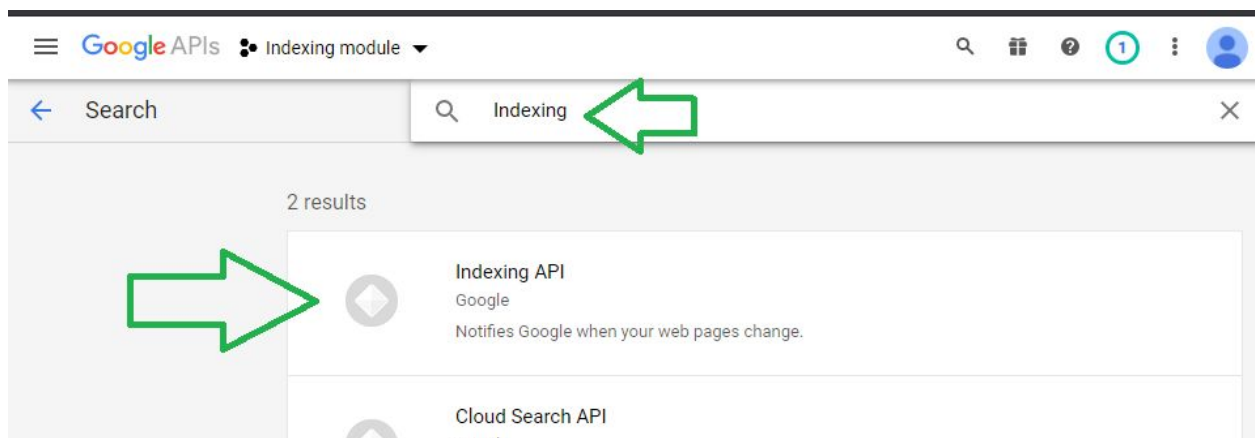 Google APIs Indexing module 1
Search Indexing
2 results
Indexing API
Google
Notifies Google when your web pages change.
Cloud Search API